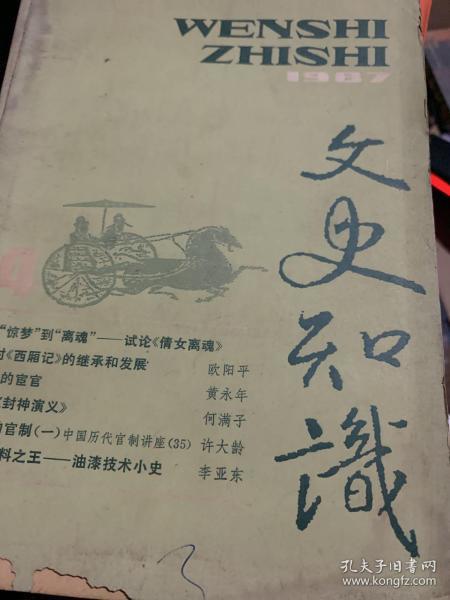 WENSHI
ZHISHI
1987
文史知識
9
“惊梦”到“离魂”——试论《倩女离魂》
《西厢记》的继承和发展 欧阳平
的宦官 黄永年
《封神演义》 何满子
官制(一)中国历代官制讲座(35) 许大龄
料之王——油漆技术小史 李亚东
孔夫子旧书网
www.kongfz.com